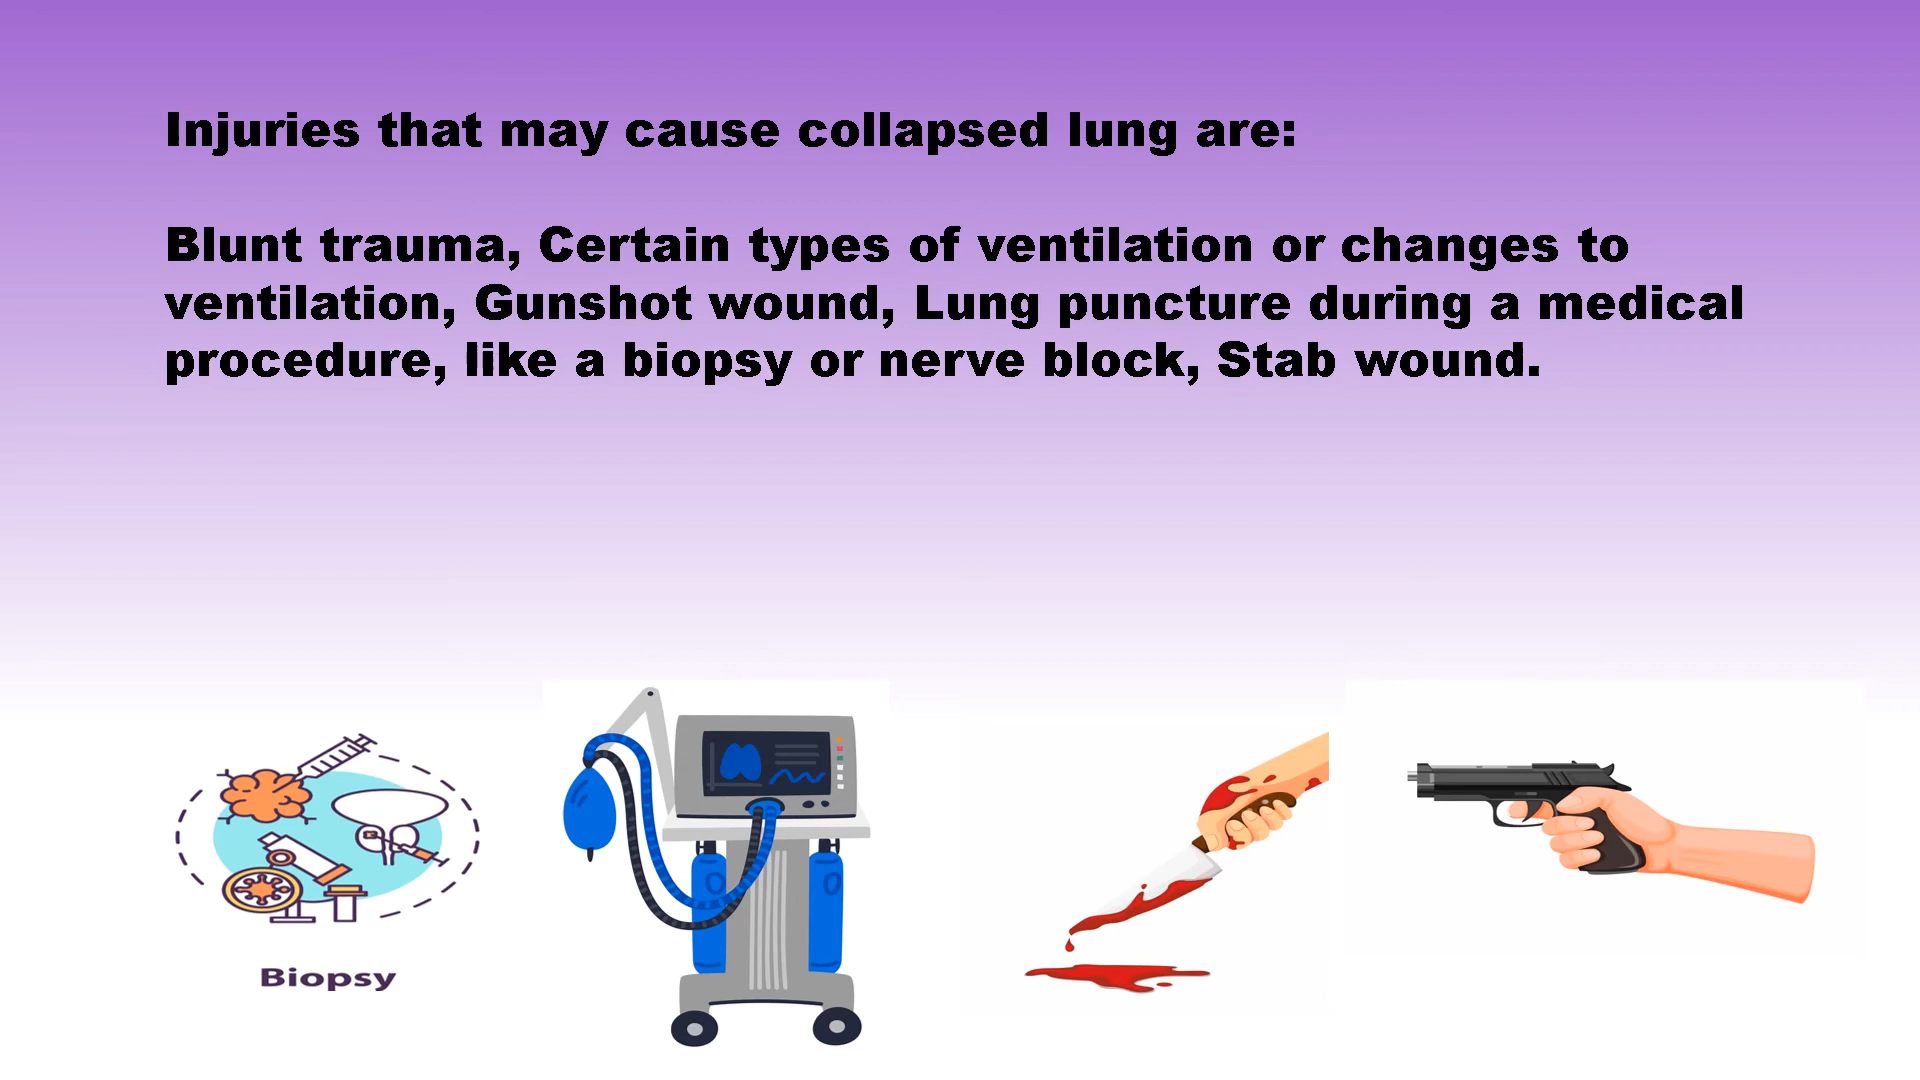 Injuries that may cause collapsed lung are:
Blunt trauma, Certain types of ventilation or changes to
ventilation, Gunshot wound, Lung puncture during a medical
procedure, like a biopsy or nerve block, Stab wound.
Biopsy